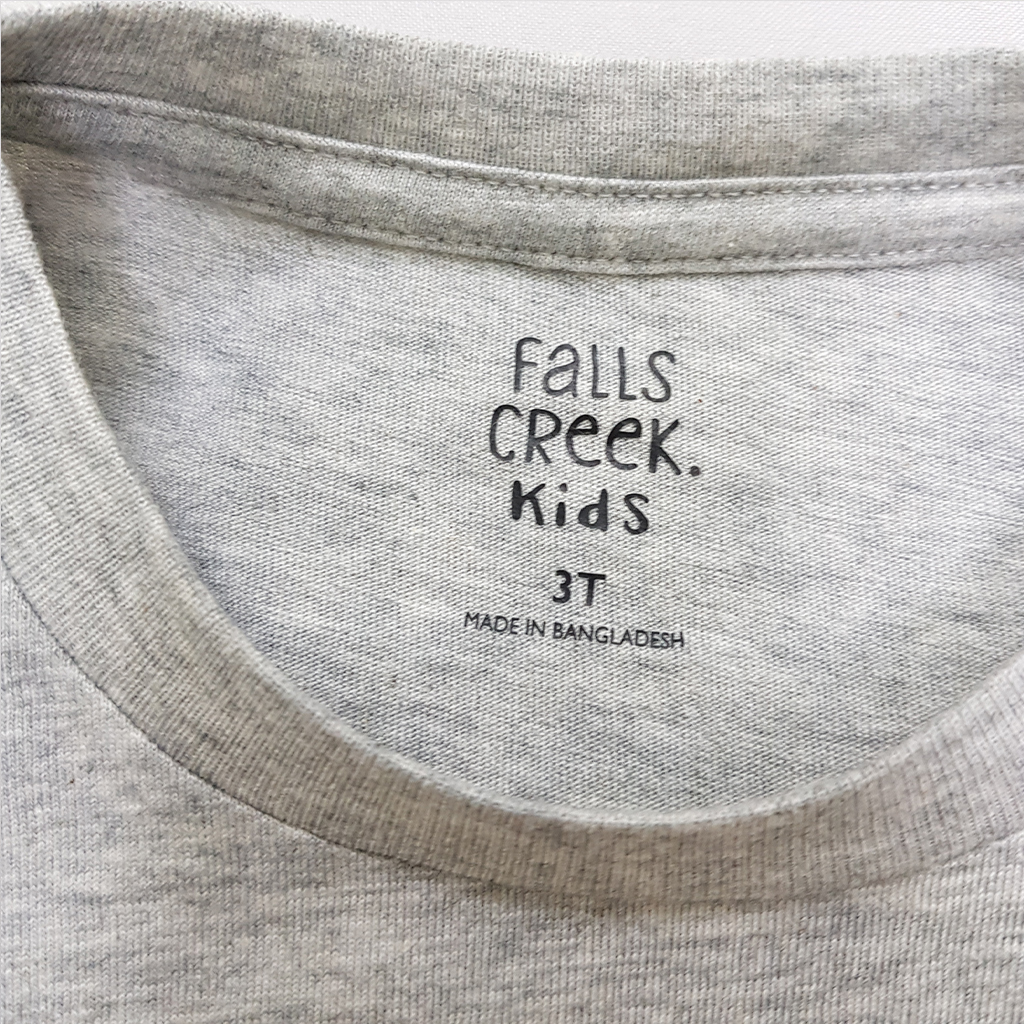 FaLLS
CReeK.
Kids
3T
MADE IN BANGLADESH